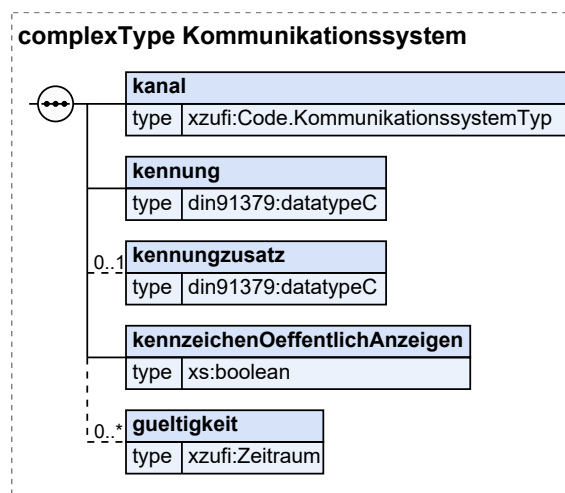 complexType Kommunikationssystem
kanal
type xzufi:Code.KommunikationssystemTyp
kennung
type din91379:datatypeC
0..1 kennungzusatz
type din91379:datatypeC
kennzeichenOeffentlichAnzeigen
type xs:boolean
0..* gueltigkeit
type xzufi:Zeitraum